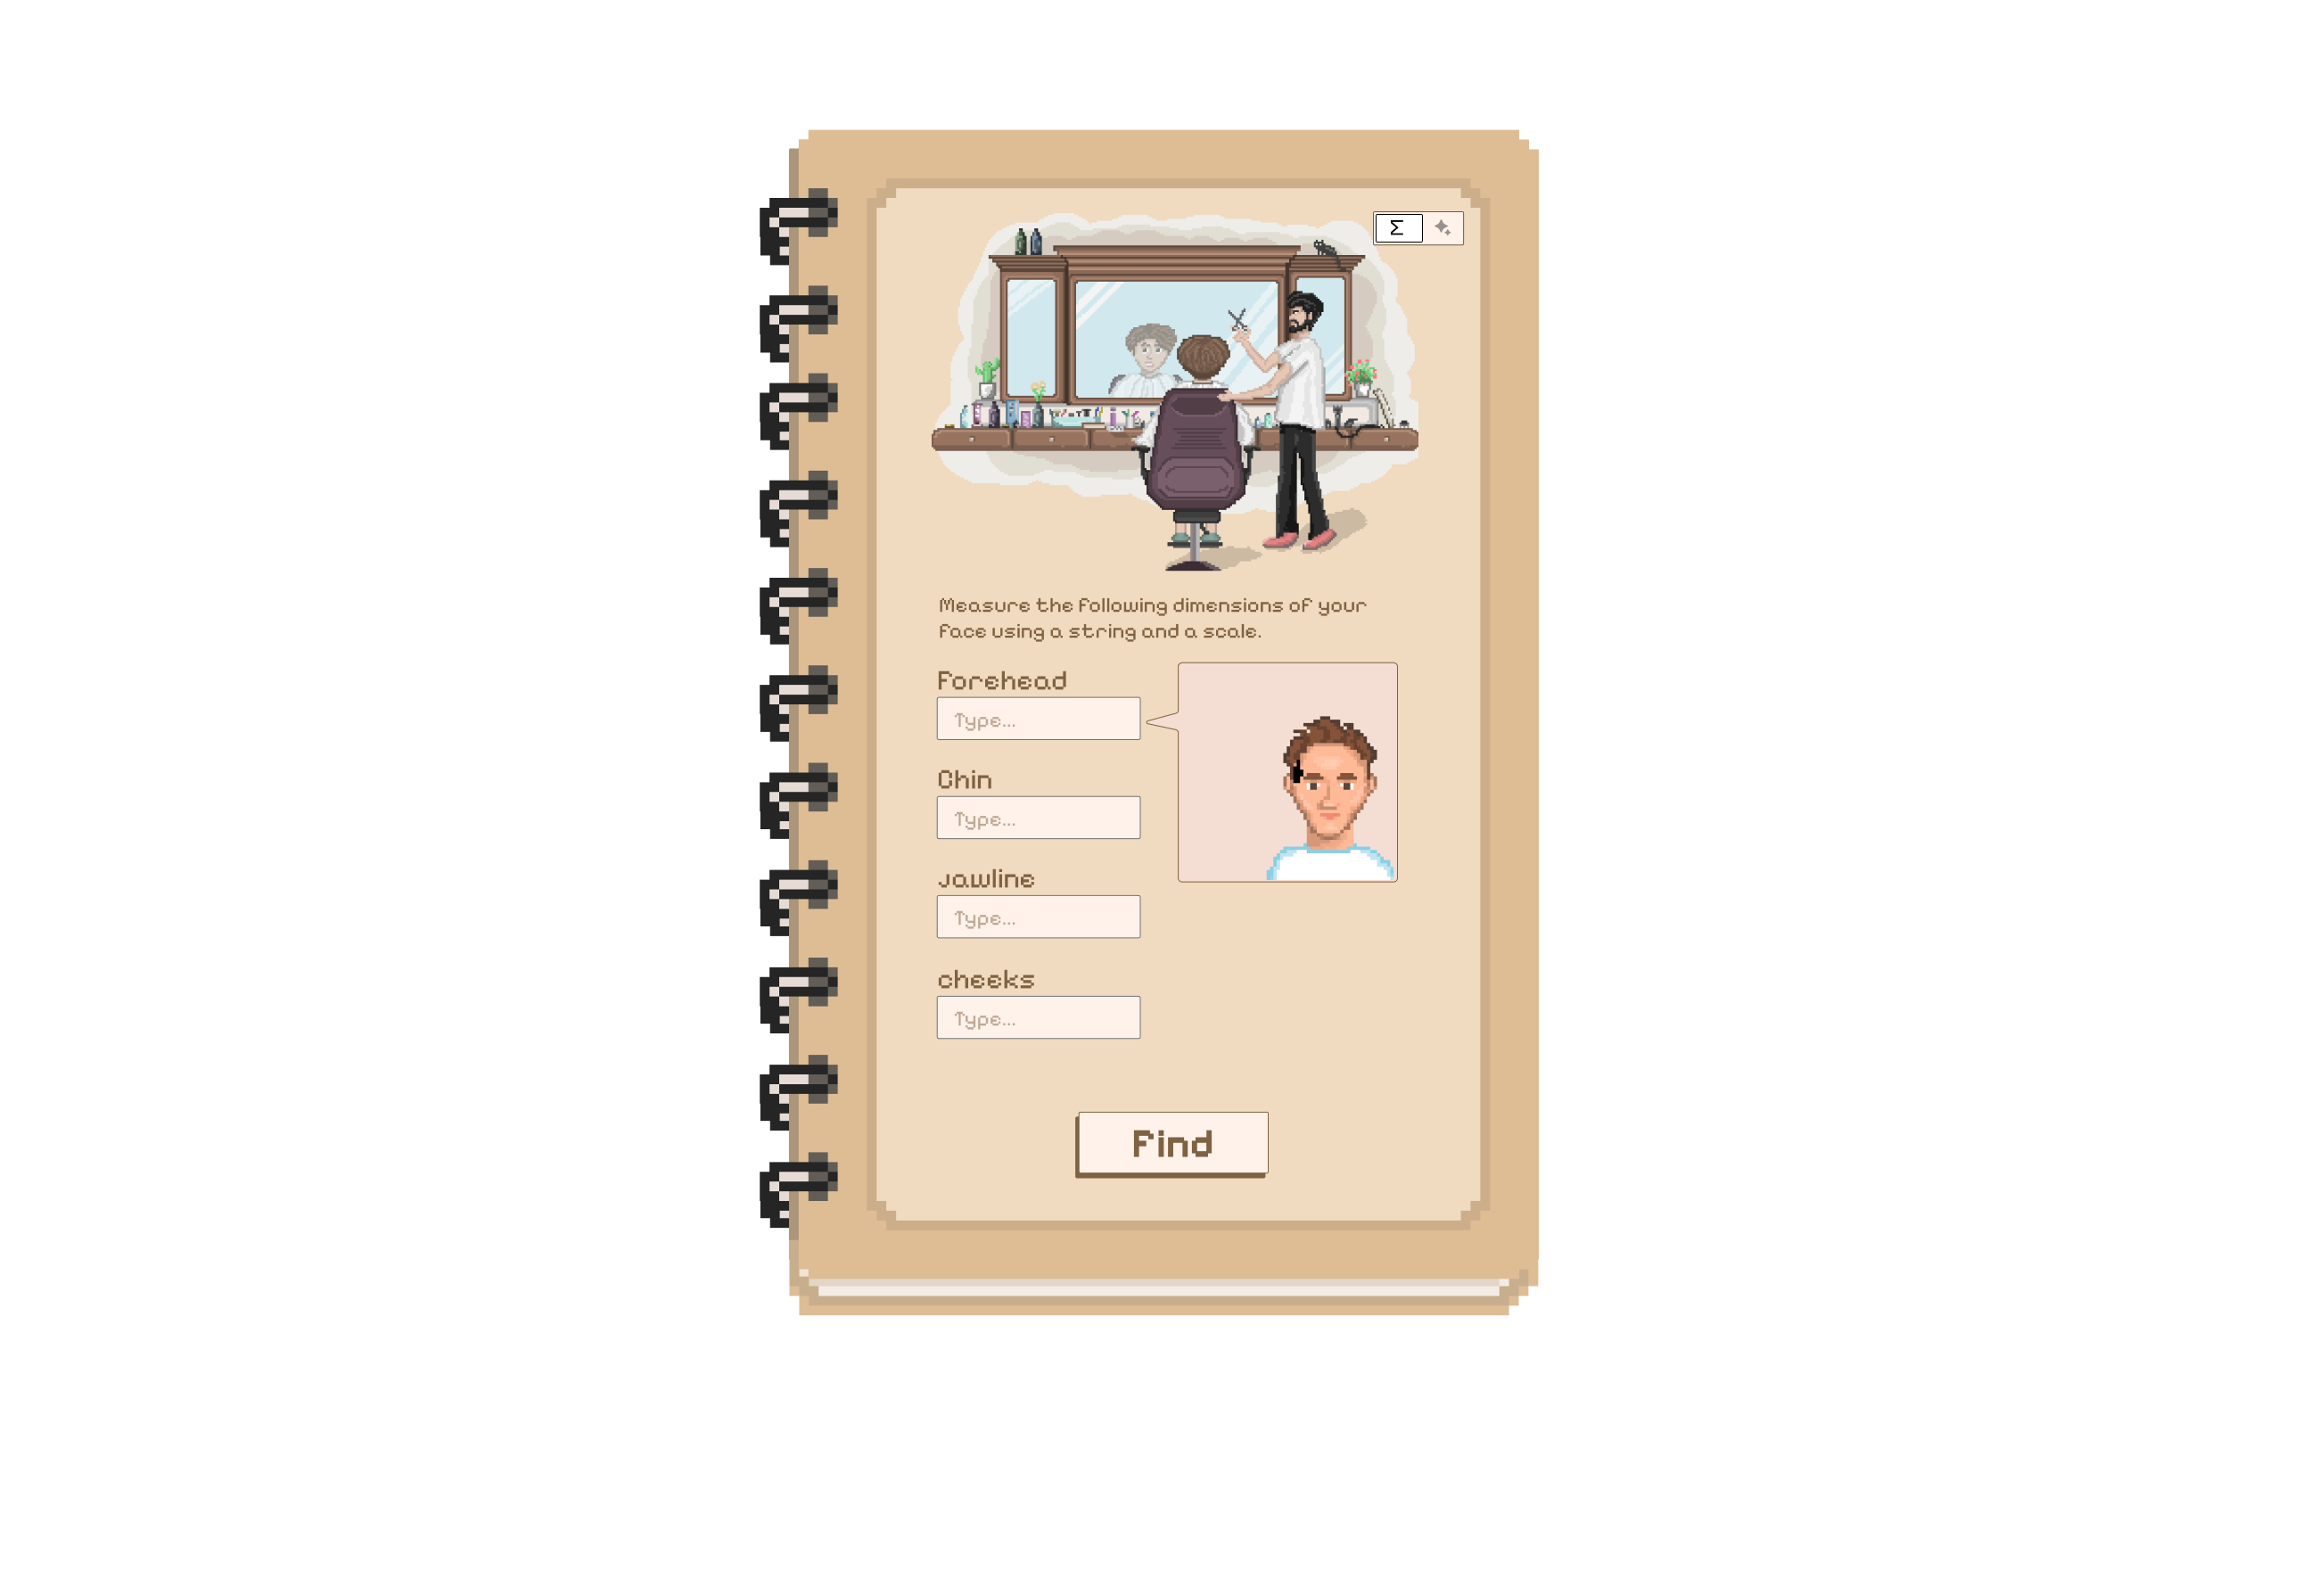 Σ
Measure the following dimensions of your
face using a string and a scale.
Forehead
Type...
Chin
Type...
Jawline
Type...
cheeks
Type...
Find